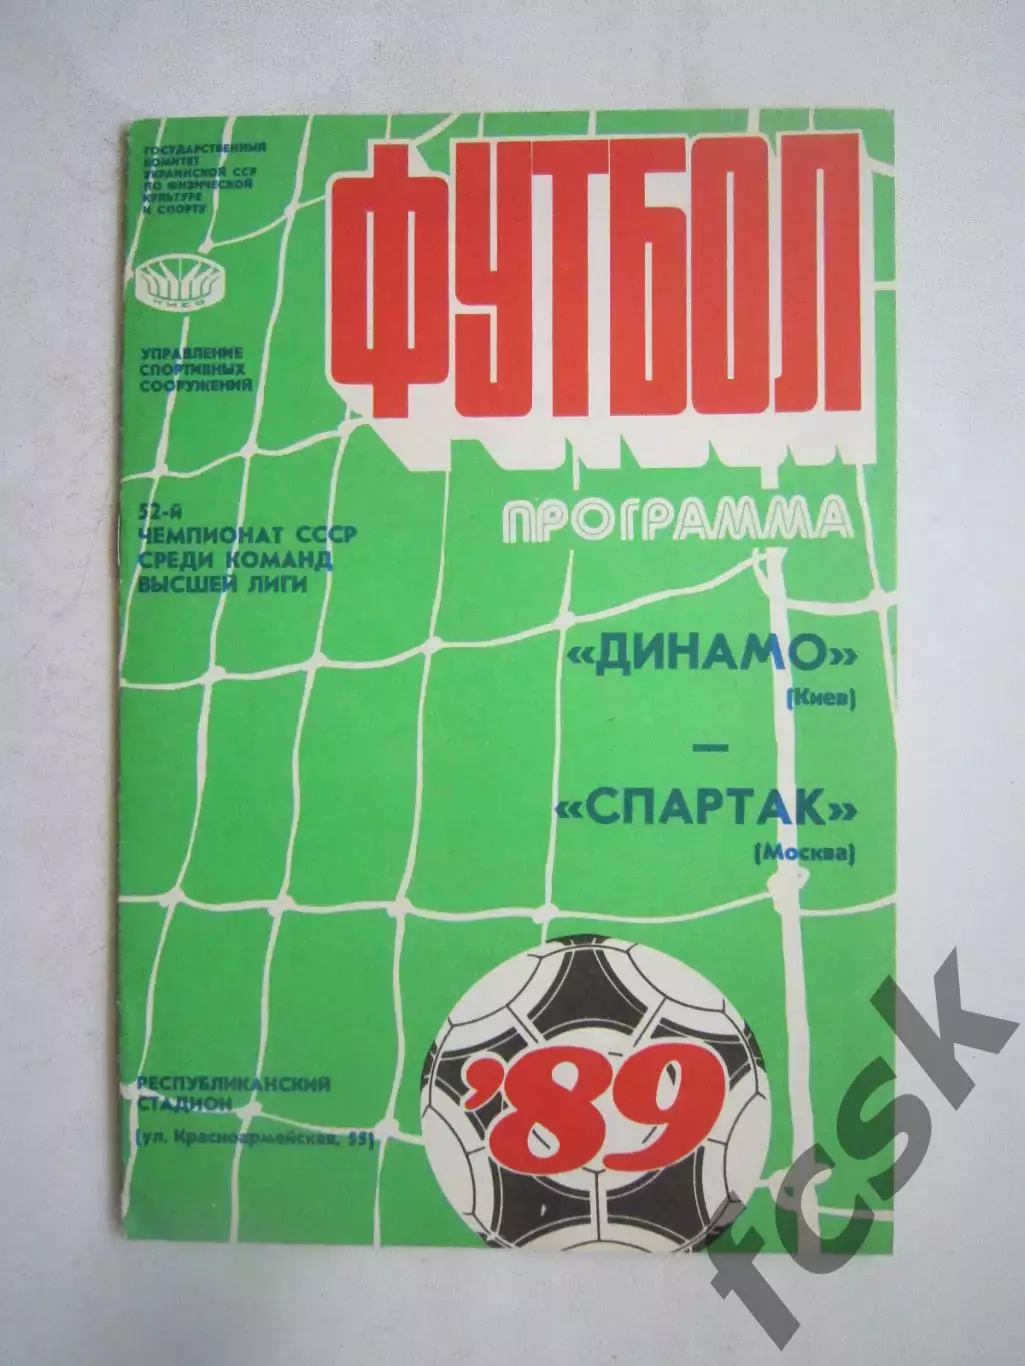 ГОСУДАРСТВЕННЫЙ
КОМИТЕТ
УКРАИНСКОЙ ССР
ПО ФИЗИЧЕСКОЙ
КУЛЬТУРЕ
И СПОРТУ
ФУТБОЛ
КИЕВ
УПРАВЛЕНИЕ
СПОРТИВНЫХ
СООРУЖЕНИЙ
ПРОГРАММА
52-й
ЧЕМПИОНАТ СССР
СРЕДИ КОМАНД
ВЫСШЕЙ ЛИГИ
«ДИНАМО»
(Киев)
—
«СПАРТАК»
(Москва)
'89
РЕСПУБЛИКАНСКИЙ
СТАДИОН
(ул. Красноармейская, 55)
fcsk